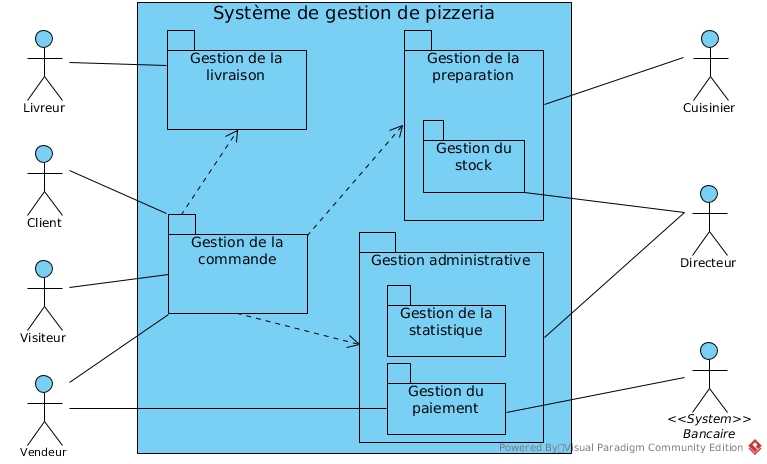 Système de gestion de pizzeria
Gestion de la
livraison
Gestion de la
preparation
Livreur
Cuisinier
Gestion du
stock
Client
Gestion de la
commande
Gestion administrative
Directeur
Gestion de la
statistique
Visiteur
Gestion du
paiement
<<System>>
Bancaire
Vendeur
Powered By Visual Paradigm Community Edition